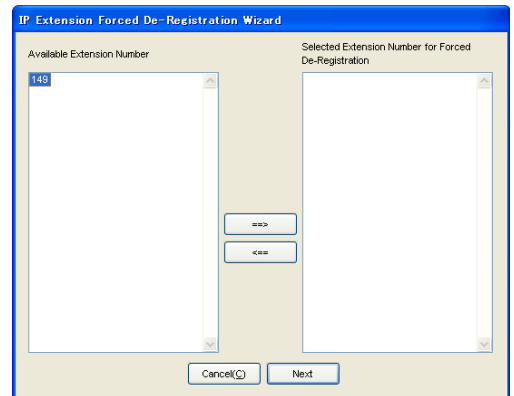 IP Extension Forced De-Registration Wizard
Available Extension Number
Selected Extension Number for Forced
De-Registration
149
==>
<==
Cancel(C)
Next